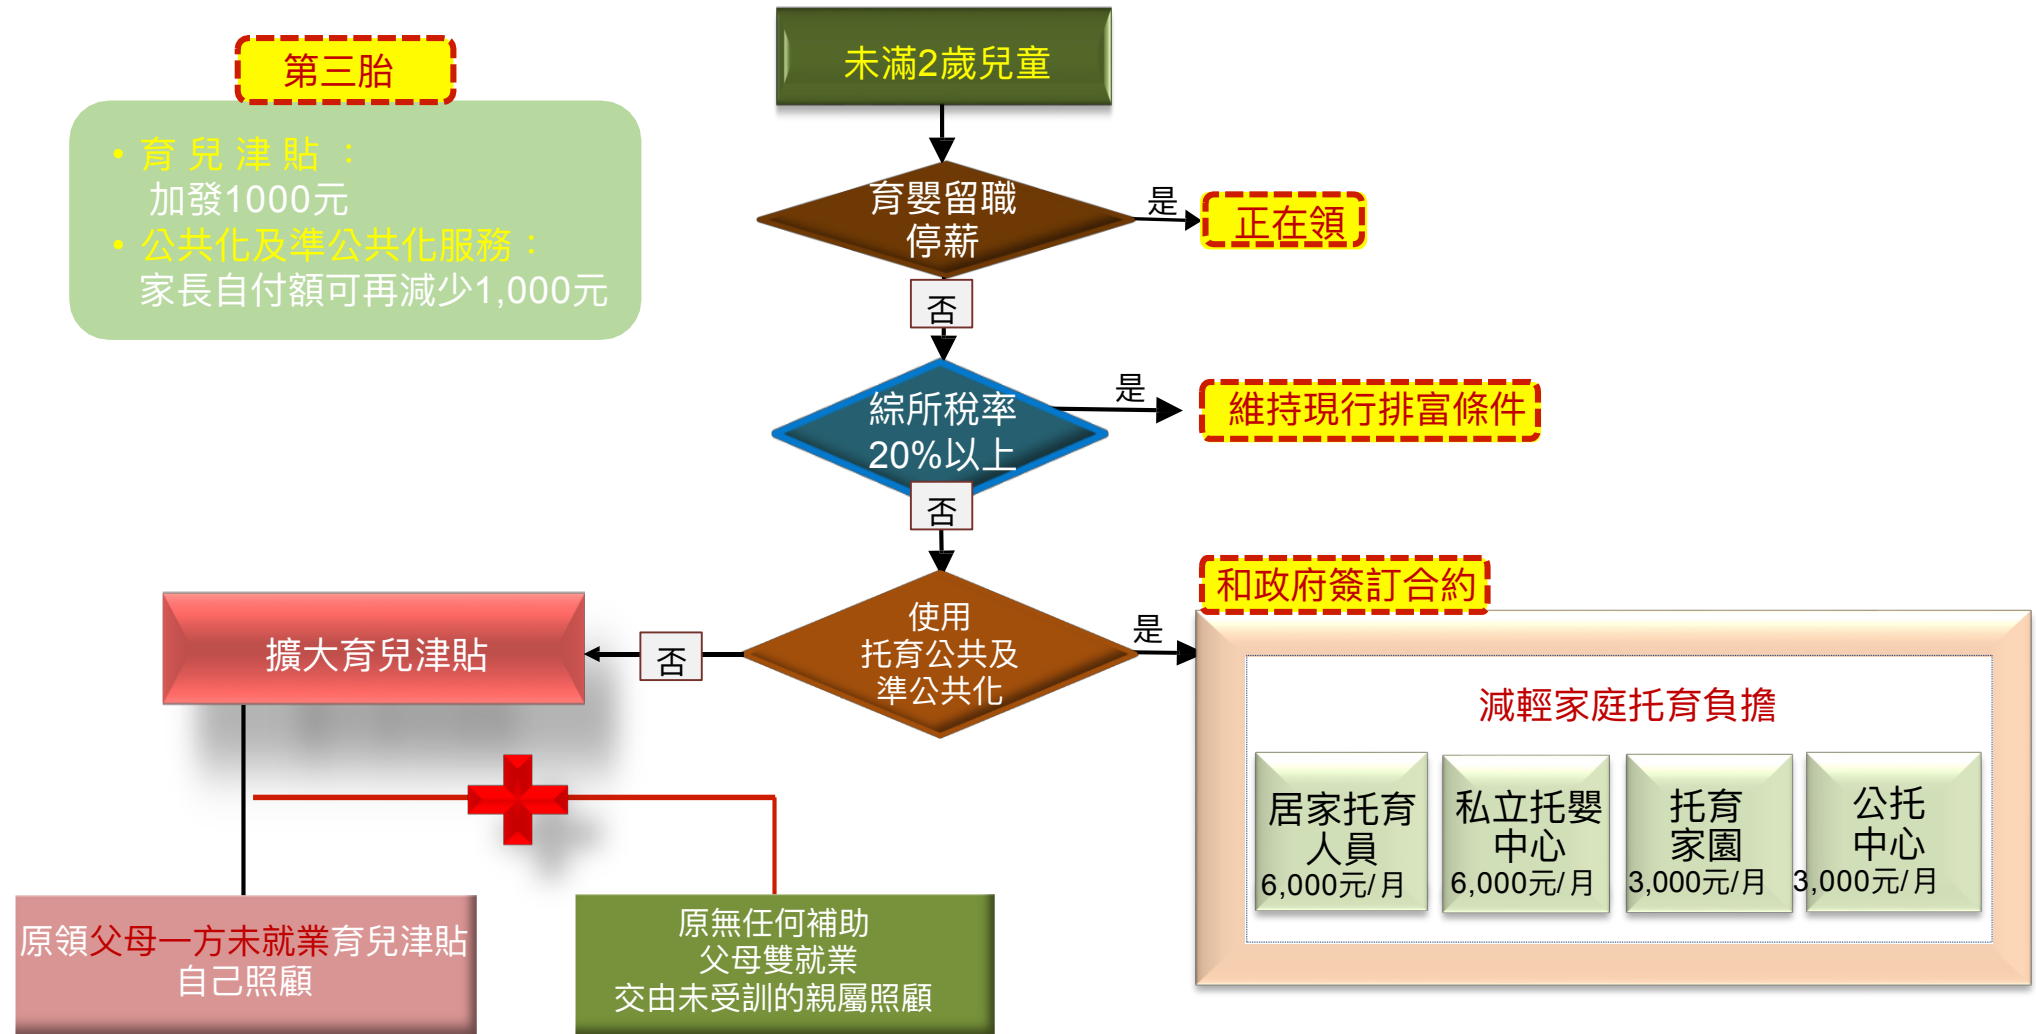 第三胎
• 育兒津貼：
加發1000元
• 公共化及準公共化服務：
家長自付額可再減少1,000元
未滿2歲兒童
育嬰留職
停薪
是
正在領
否
綜所稅率
20%以上
是
維持現行排富條件
否
使用
托育公共及
準公共化
是
和政府簽訂合約
減輕家庭托育負擔
居家托育
人員
6,000元/月
私立托嬰
中心
6,000元/月
托育
家園
3,000元/月
公托
中心
3,000元/月
否
擴大育兒津貼
原領父母一方未就業育兒津貼
自己照顧
原無任何補助
父母雙就業
交由未受訓的親屬照顧